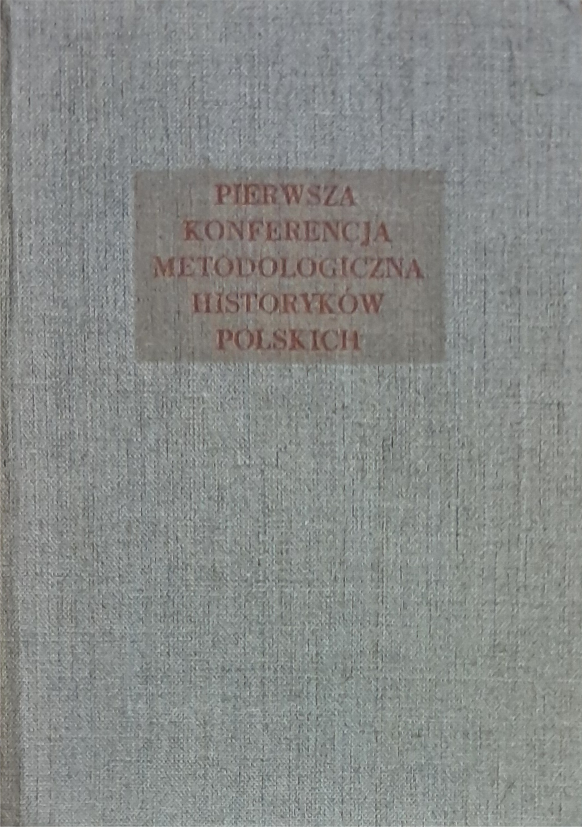 PIERWSZA
KONFERENCJA
METODOLOGICZNA
HISTORYKÓW
POLSKICH